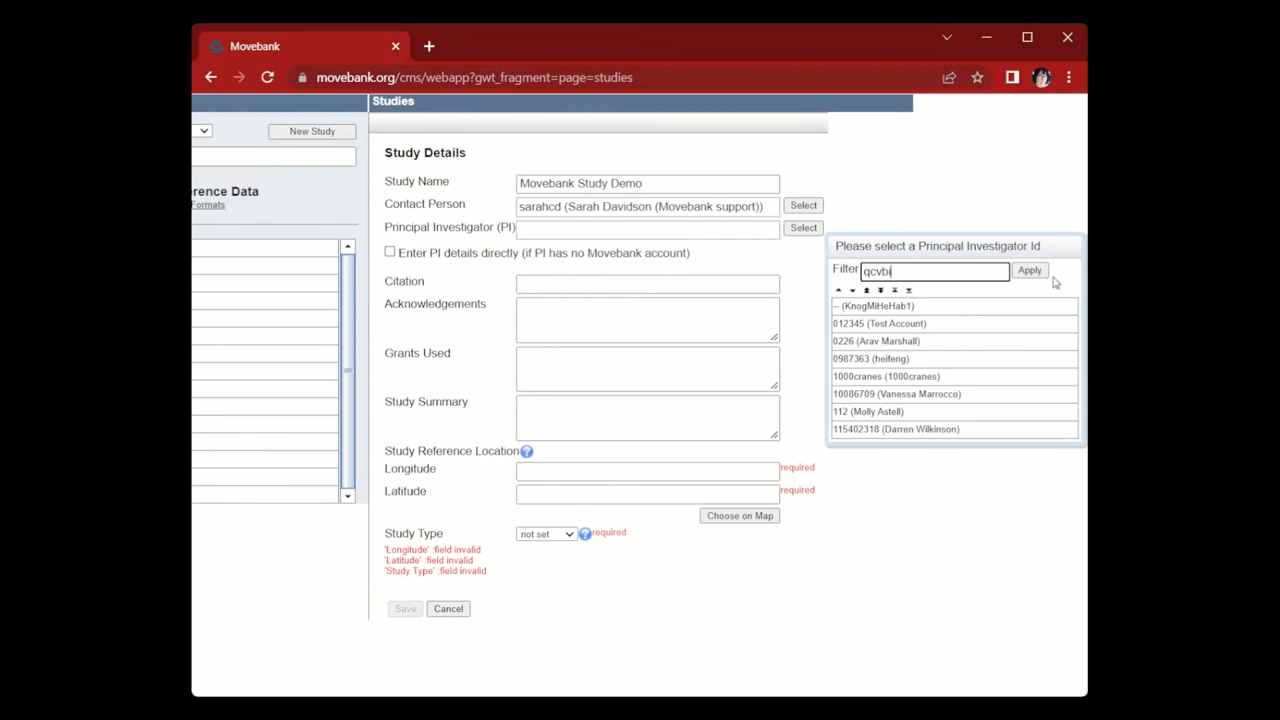 Movebank
movebank.org/cms/webapp?gwt_fragment=page=studies
Studies
New Study
rence Data
Formats
Study Details
Study Name
Movebank Study Demo
Contact Person
sarahcd (Sarah Davidson (Movebank support))
Select
Principal Investigator (PI)
Select
Enter PI details directly (if PI has no Movebank account)
Citation
Acknowledgements
Grants Used
Study Summary
Study Reference Location
Longitude
required
Latitude
required
Choose on Map
Study Type
not set
required
'Longitude' :field invalid
'Latitude' :field invalid
'Study Type' :field invalid
Save
Cancel
Please select a Principal Investigator Id
Filter
qcvbi
Apply
-- (KnogMiHeHab1)
012345 (Test Account)
0226 (Arav Marshall)
0987363 (heifeng)
1000cranes (1000cranes)
10086709 (Vanessa Marrocco)
112 (Molly Astell)
115402318 (Darren Wilkinson)